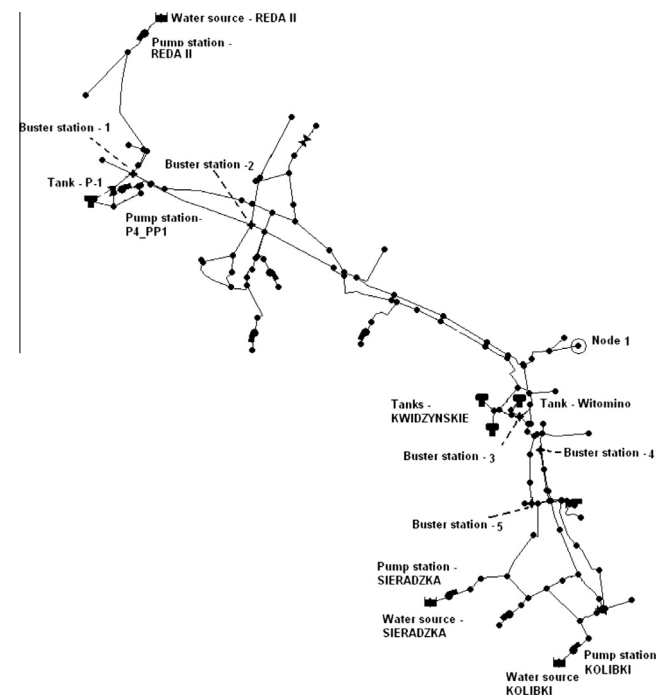 Water source - REDA II
Pump station -
REDA II
Buster station - 1
Buster station -2
Tank - P-1
Pump station-
P4_PP1
Node 1
Tanks -
KWIDZYNSKIE
Tank - Witomino
Buster station - 3
Buster station - 4
Buster station -5
Pump station -
SIERADZKA
Water source -
SIERADZKA
Pump station
KOLIBKI
Water source
KOLIBKI